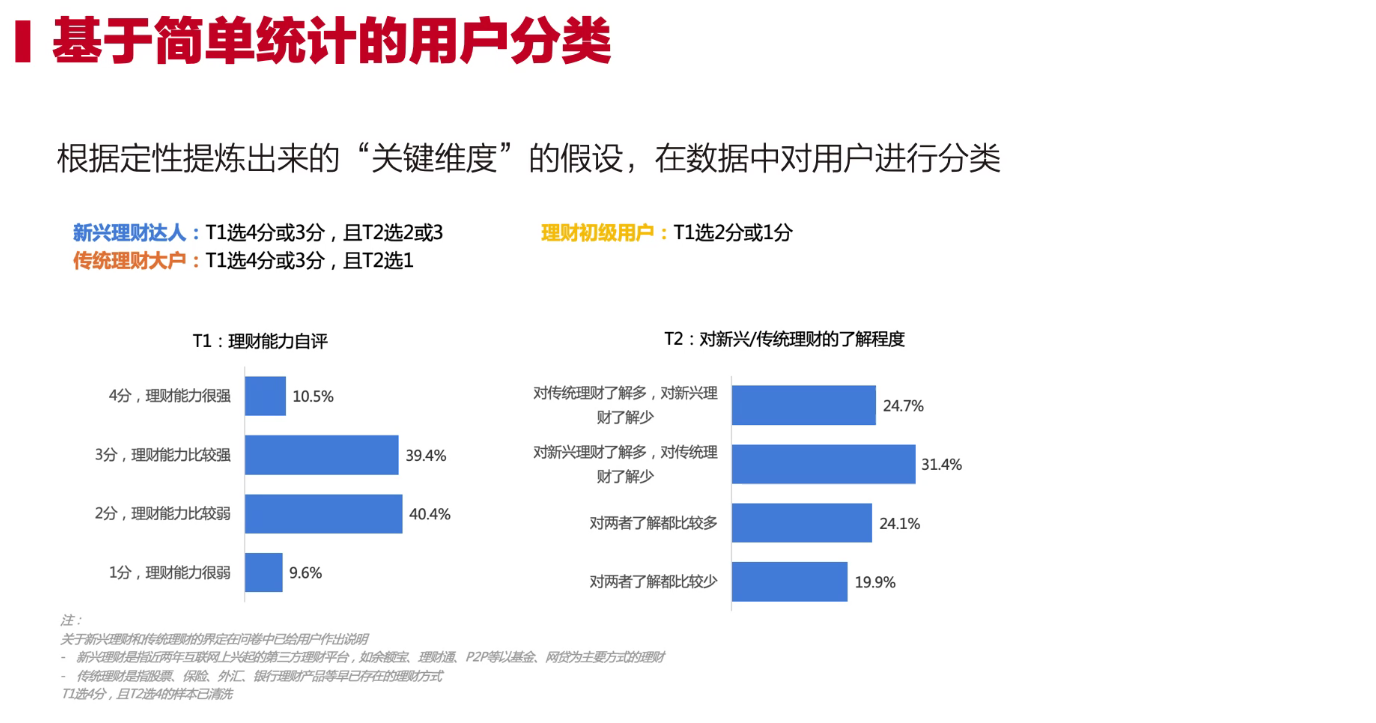 基于简单统计的用户分类
根据定性提炼出来的“关键维度”的假设，在数据中对用户进行分类
新兴理财达人：T1选4分或3分，且T2选2或3
传统理财大户：T1选4分或3分，且T2选1
理财初级用户：T1选2分或1分
T1：理财能力自评
4分，理财能力很强
10.5%
3分，理财能力比较强
39.4%
2分，理财能力比较弱
40.4%
1分，理财能力很弱
9.6%
T2：对新兴/传统理财的了解程度
对传统理财了解多，对新兴理
财了解少
24.7%
对新兴理财了解多，对传统理
财了解少
31.4%
对两者了解都比较多
24.1%
对两者了解都比较少
19.9%
注：
关于新兴理财和传统理财的界定在问卷中已给用户作出说明
- 新兴理财是指近两年互联网上兴起的第三方理财平台，如余额宝、理财通、P2P等以基金、网贷为主要方式的理财
- 传统理财是指股票、保险、外汇、银行理财产品等早已存在的理财方式
T1选4分，且T2选4的样本已清洗